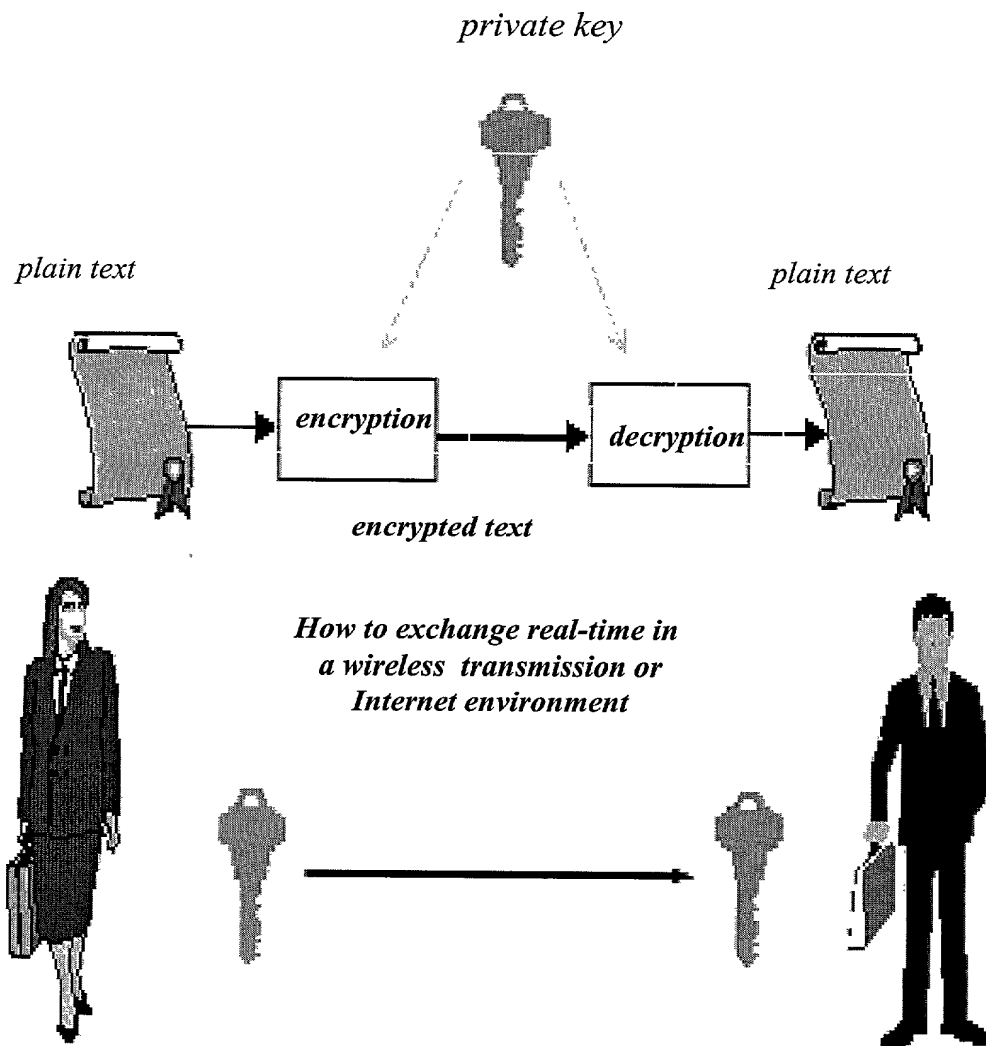 private key
plain text
plain text
encryption
decryption
encrypted text
How to exchange real-time in
a wireless transmission or
Internet environment